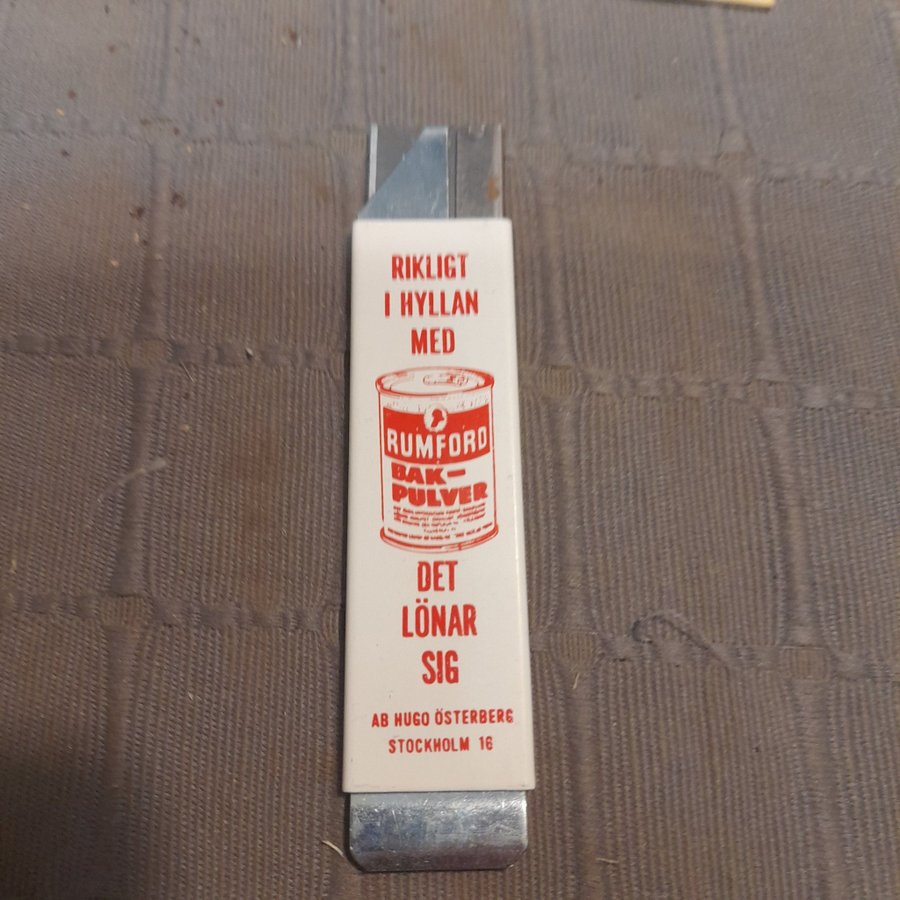 RIKLIGT
I HYLLAN
MED
RUMFORD
BAK-
PULVER
DET
LÖNAR
SIG
AB HUGO ÖSTERBERG
STOCKHOLM 16